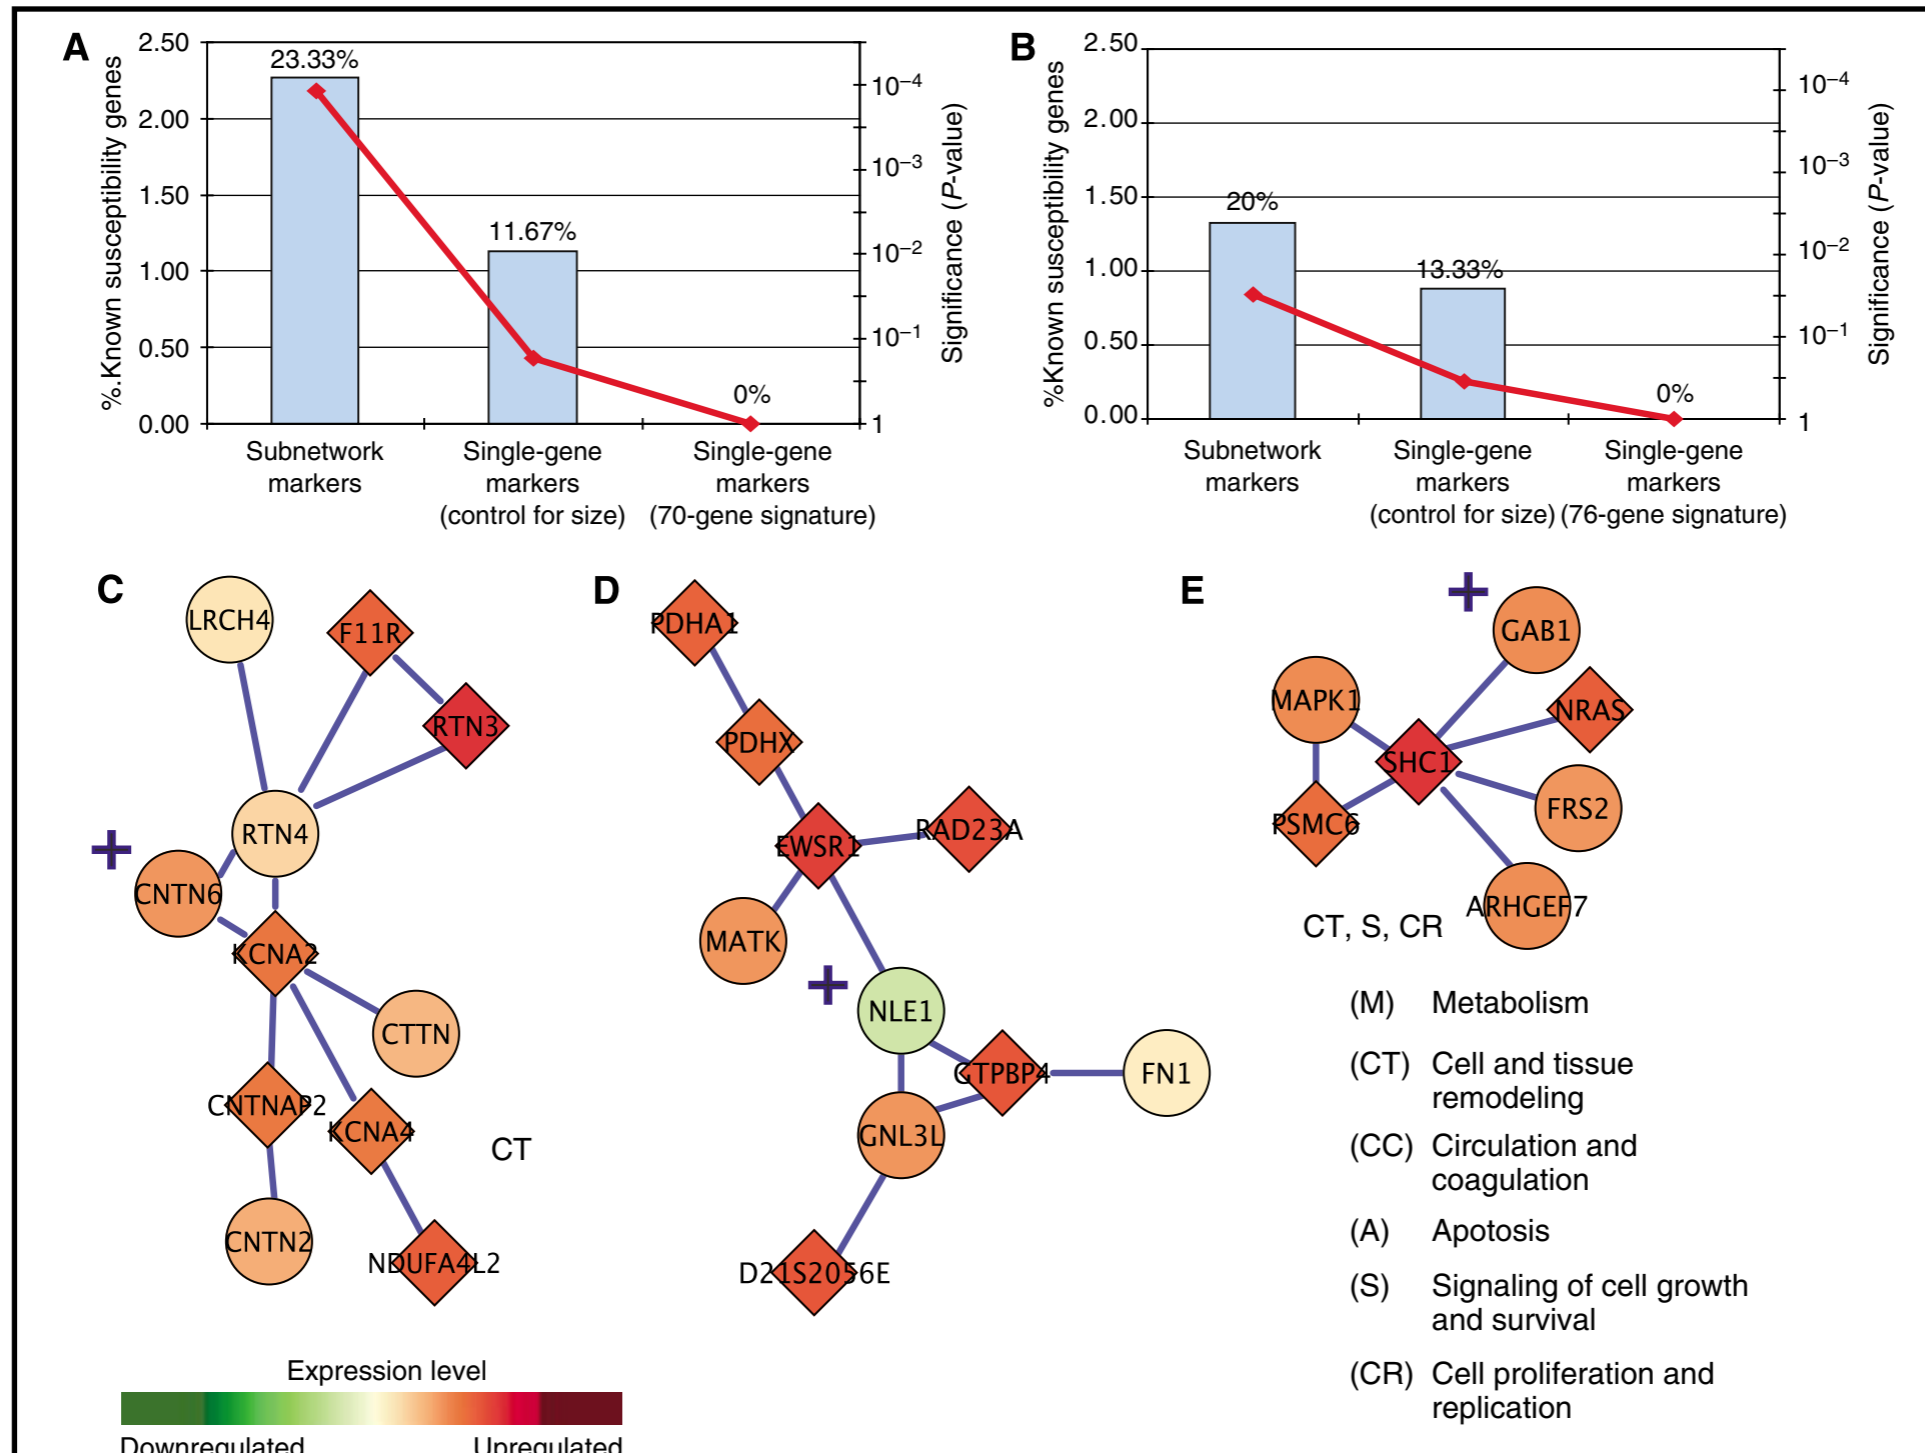 A
%.Known susceptibility genes
2.50
2.00
1.50
1.00
0.50
0.00
23.33%
11.67%
0%
10–4
10–3
10–2
10–1
1
Significance (P-value)
Subnetwork
markers
Single-gene
markers
(control for size)
Single-gene
markers
(70-gene signature)
B
%Known susceptibility genes
2.50
2.00
1.50
1.00
0.50
0.00
20%
13.33%
0%
10–4
10–3
10–2
10–1
1
Significance (P-value)
Subnetwork
markers
Single-gene
markers
(control for size)
Single-gene
markers
(76-gene signature)
C
LRCH4
F11R
RTN3
RTN4
CNTN6
KCNA2
CTTN
CNTNAP2
KCNA4
CT
CNTN2
NDUFA4L2
D
PDHA1
PDHX
EWSR1
RAD23A
MATK
NLE1
GTPBP4
FN1
GNL3L
D21S2056E
E
GAB1
MAPK1
NRAS
SHC1
PSMC6
FRS2
ARHGEF7
CT, S, CR
(M) Metabolism
(CT) Cell and tissue
remodeling
(CC) Circulation and
coagulation
(A) Apotosis
(S) Signaling of cell growth
and survival
(CR) Cell proliferation and
replication
Expression level
Downregulated
Upregulated